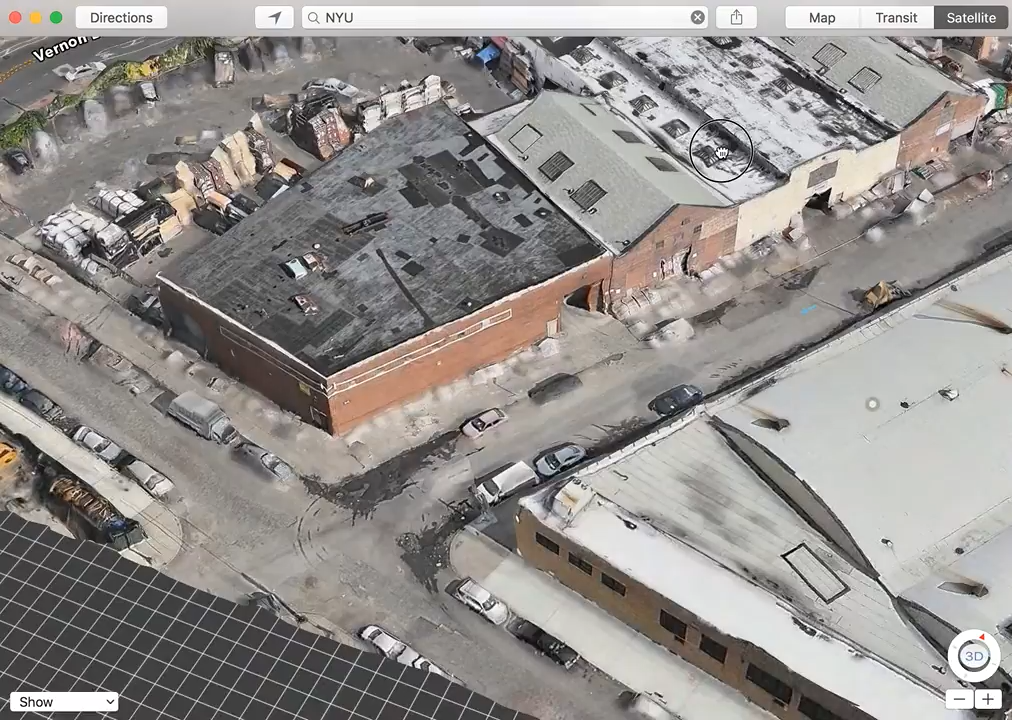 Directions
NYU
Map
Transit
Satellite
Vernon
3D
Show